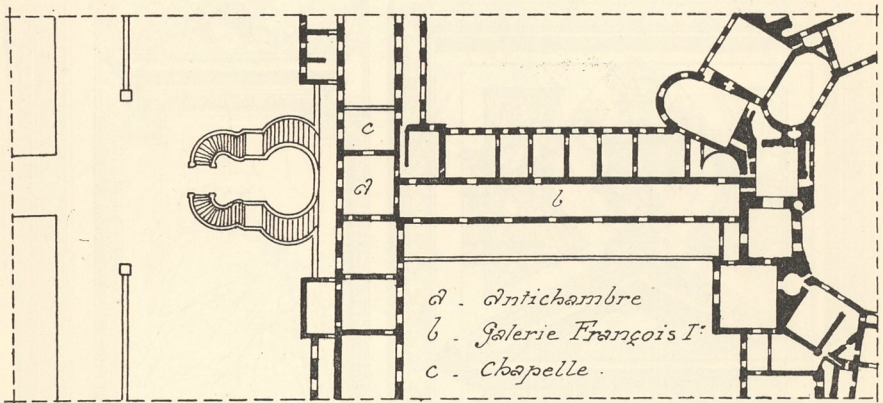 c
a
b
a - Antichambre
b - Galerie François Iᵉʳ
c - Chapelle .